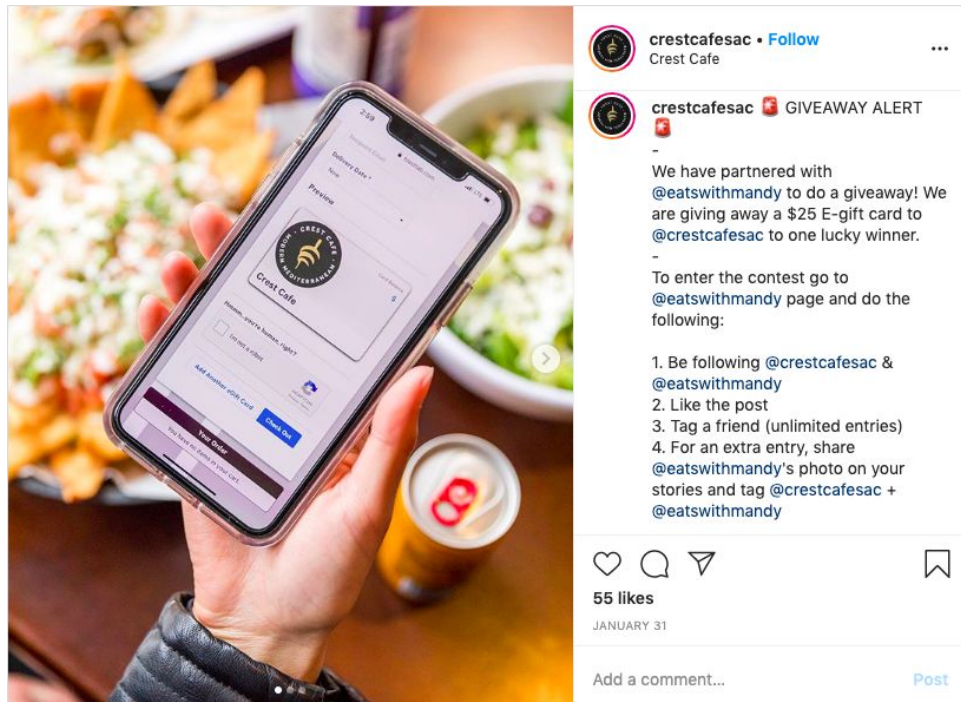 crestcafesac • Follow
Crest Cafe
crestcafesac 🚨 GIVEAWAY ALERT
🚨
-
We have partnered with
@eatswithmandy to do a giveaway! We
are giving away a $25 E-gift card to
@crestcafesac to one lucky winner.
-
To enter the contest go to
@eatswithmandy page and do the
following:
1. Be following @crestcafesac &
@eatswithmandy
2. Like the post
3. Tag a friend (unlimited entries)
4. For an extra entry, share
@eatswithmandy's photo on your
stories and tag @crestcafesac +
@eatswithmandy
55 likes
JANUARY 31
Add a comment... Post
2:59
Recipient Email
Delivery Date *
Now
Preview
CREST CAFE
MODERN MEDITERRANEAN
Crest Cafe
$
Hmmm...you're human, right?
I'm not a robot
Add Another eGift Card
Check Out
Your Order
You have no items in your cart.